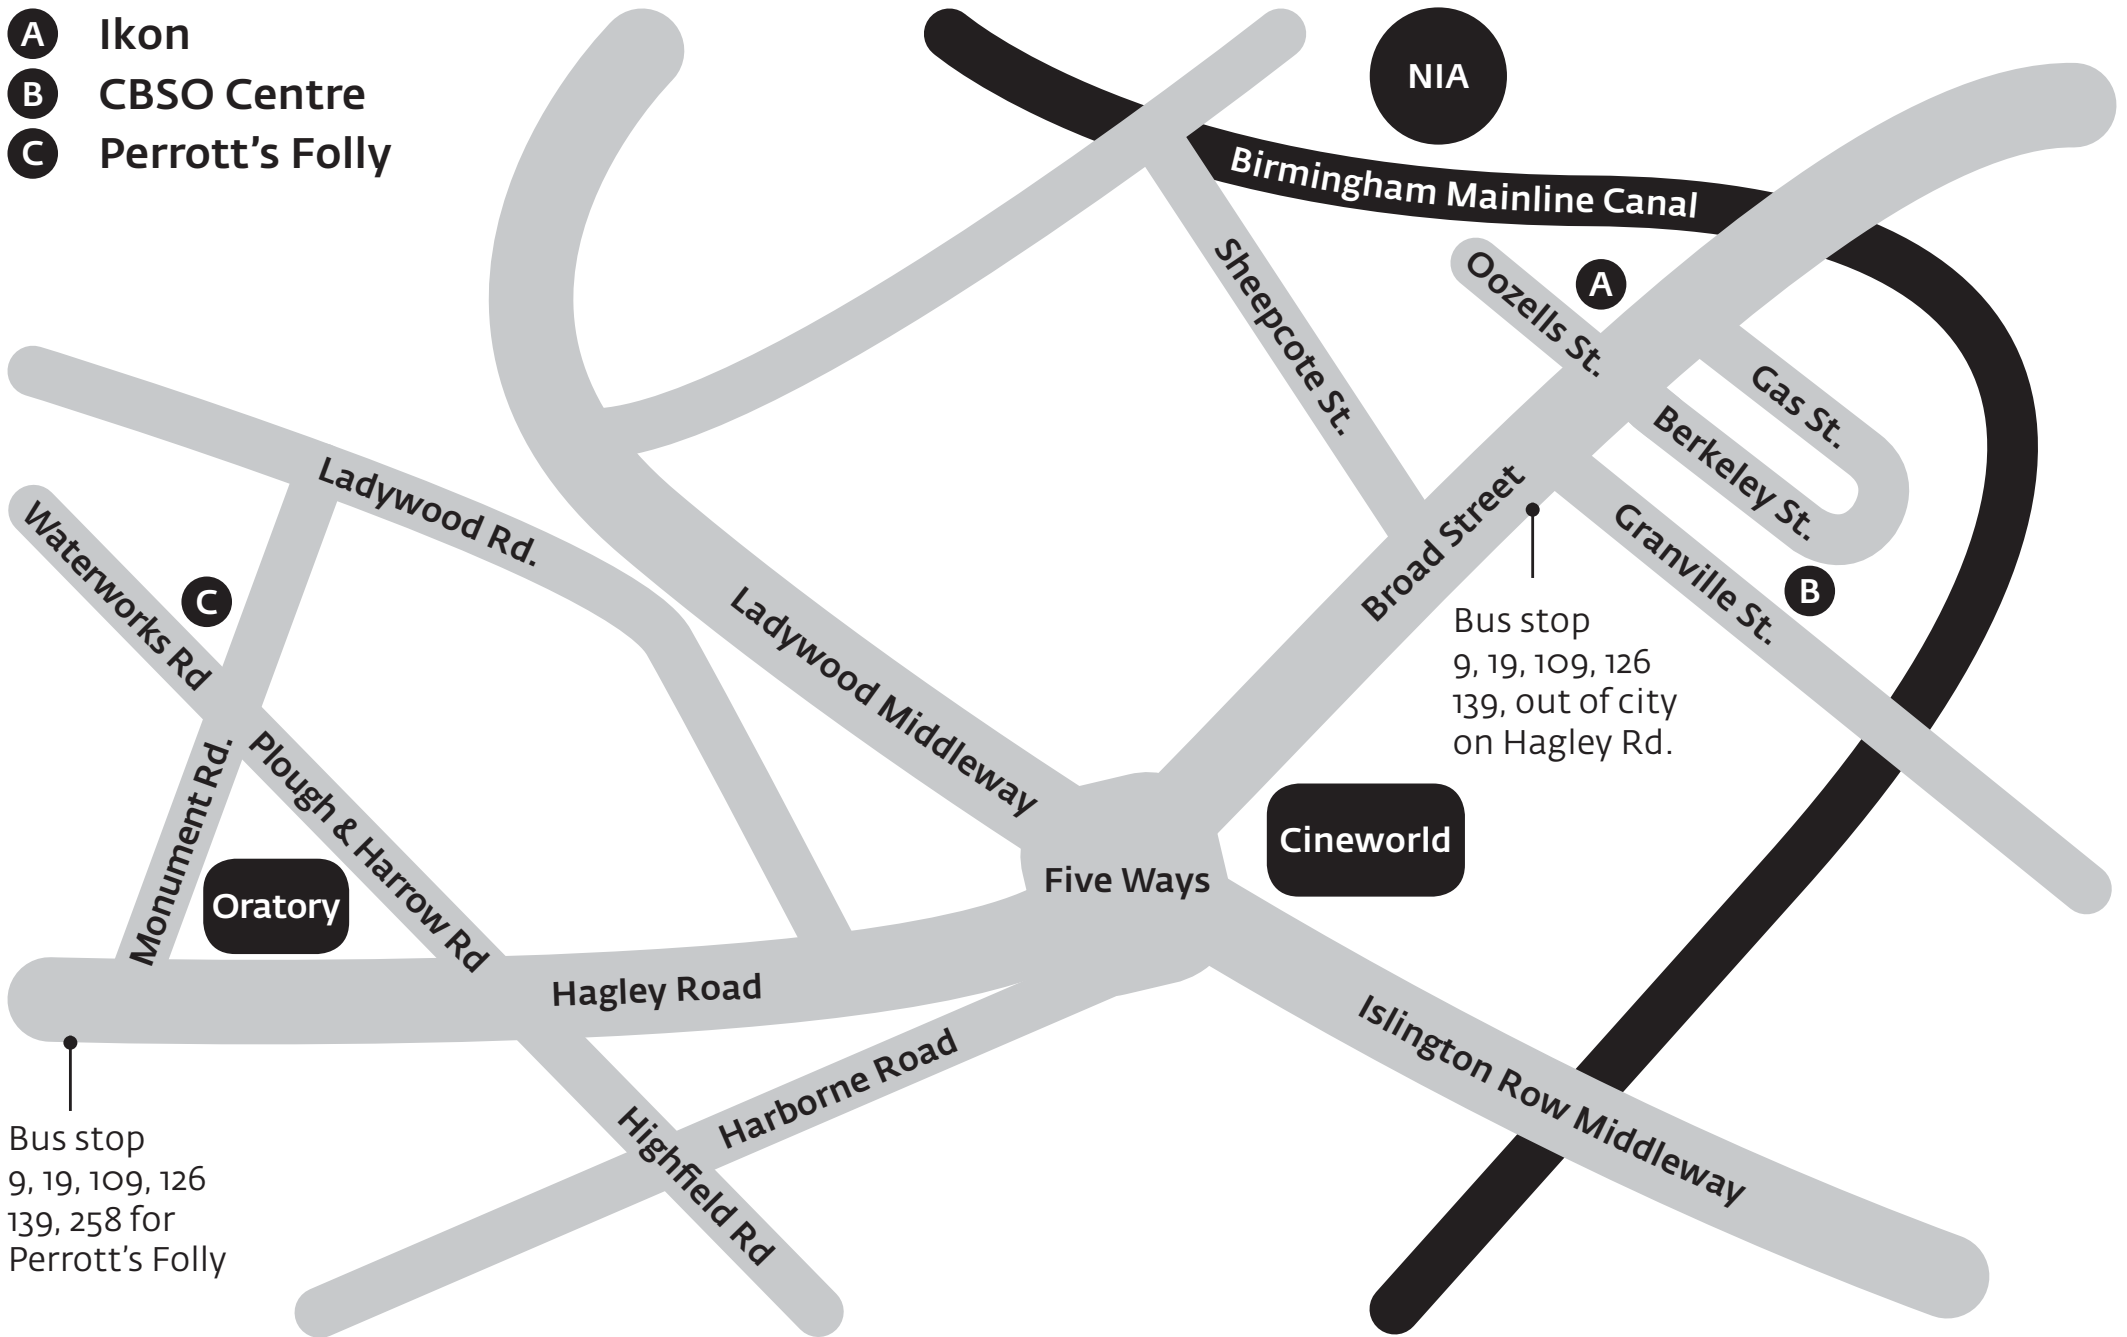 A Ikon
B CBSO Centre
C Perrott’s Folly
NIA
Birmingham Mainline Canal
Sheepcote St.
Oozells St.
A
Gas St.
Berkeley St.
Granville St.
B
Broad Street
Bus stop
9, 19, 109, 126
139, out of city
on Hagley Rd.
Ladywood Rd.
Waterworks Rd
C
Ladywood Middleway
Monument Rd.
Plough & Harrow Rd
Oratory
Five Ways
Cineworld
Hagley Road
Harborne Road
Highfield Rd
Islington Row Middleway
Bus stop
9, 19, 109, 126
139, 258 for
Perrott’s Folly